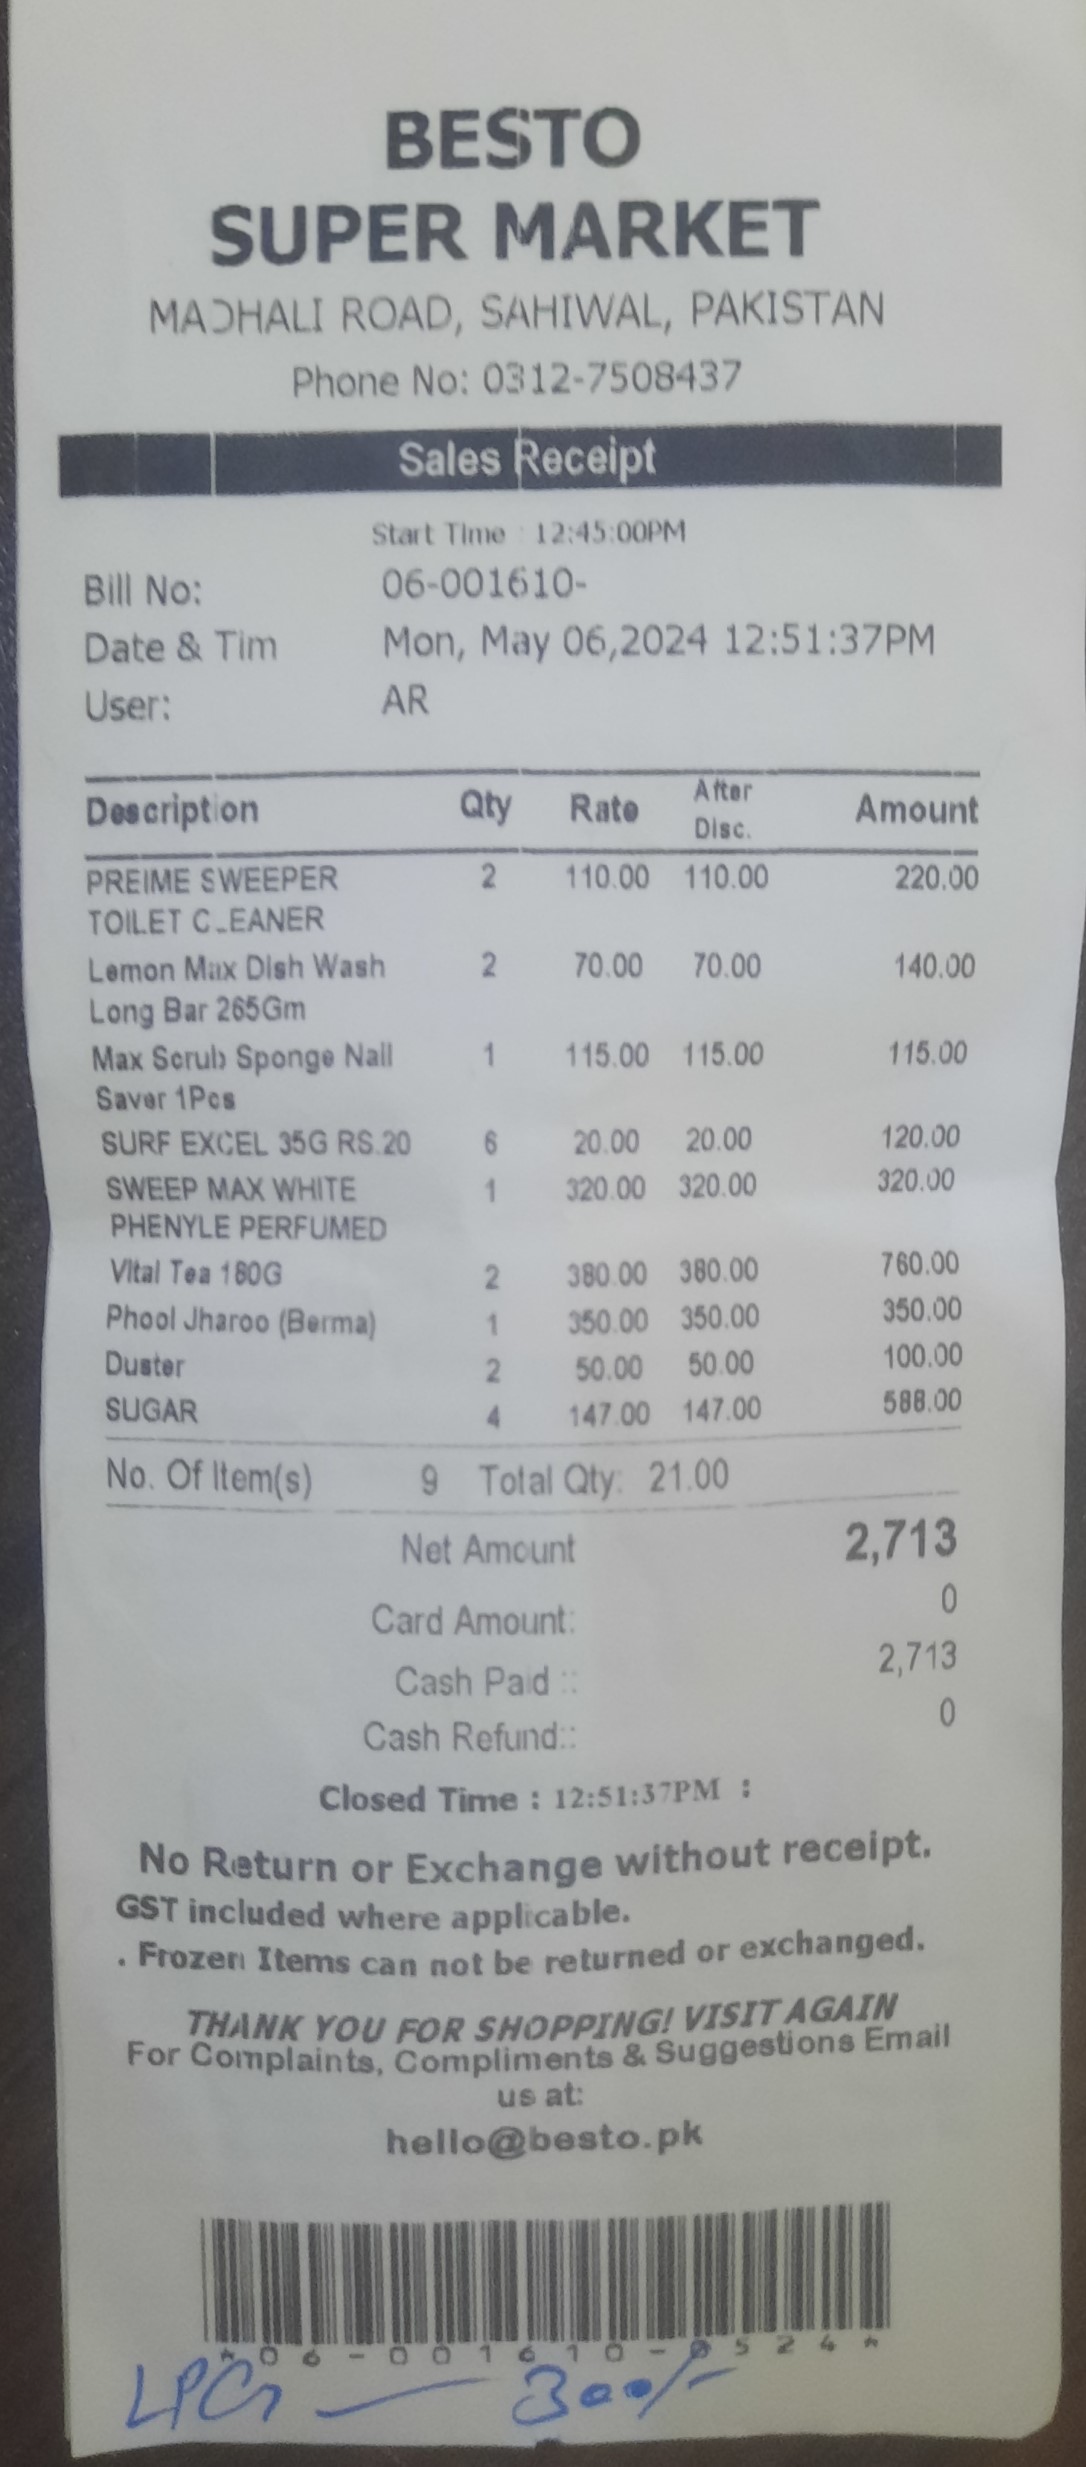 BESTO
SUPER MARKET
MADHALI ROAD, SAHIWAL, PAKISTAN
Phone No: 0312-7508437
Sales Receipt
Start Time : 12:45:00PM
Bill No: 06-001610-
Date & Tim Mon, May 06,2024 12:51:37PM
User: AR
Description Qty Rate After Disc. Amount
PREIME SWEEPER 2 110.00 110.00 220.00
TOILET CLEANER
Lemon Max Dish Wash 2 70.00 70.00 140.00
Long Bar 265Gm
Max Scrub Sponge Nail 1 115.00 115.00 115.00
Saver 1Pcs
SURF EXCEL 35G RS.20 6 20.00 20.00 120.00
SWEEP MAX WHITE 1 320.00 320.00 320.00
PHENYLE PERFUMED
Vital Tea 180G 2 380.00 380.00 760.00
Phool Jharoo (Berma) 1 350.00 350.00 350.00
Duster 2 50.00 50.00 100.00
SUGAR 4 147.00 147.00 588.00
No. Of Item(s) 9 Total Qty: 21.00
Net Amount 2,713
Card Amount: 0
Cash Paid :: 2,713
Cash Refund:: 0
Closed Time : 12:51:37PM :
No Return or Exchange without receipt.
GST included where applicable.
. Frozen Items can not be returned or exchanged.
THANK YOU FOR SHOPPING! VISIT AGAIN
For Complaints, Compliments & Suggestions Email
us at:
hello@besto.pk
*06-001610-0524*
LPG — 300/-